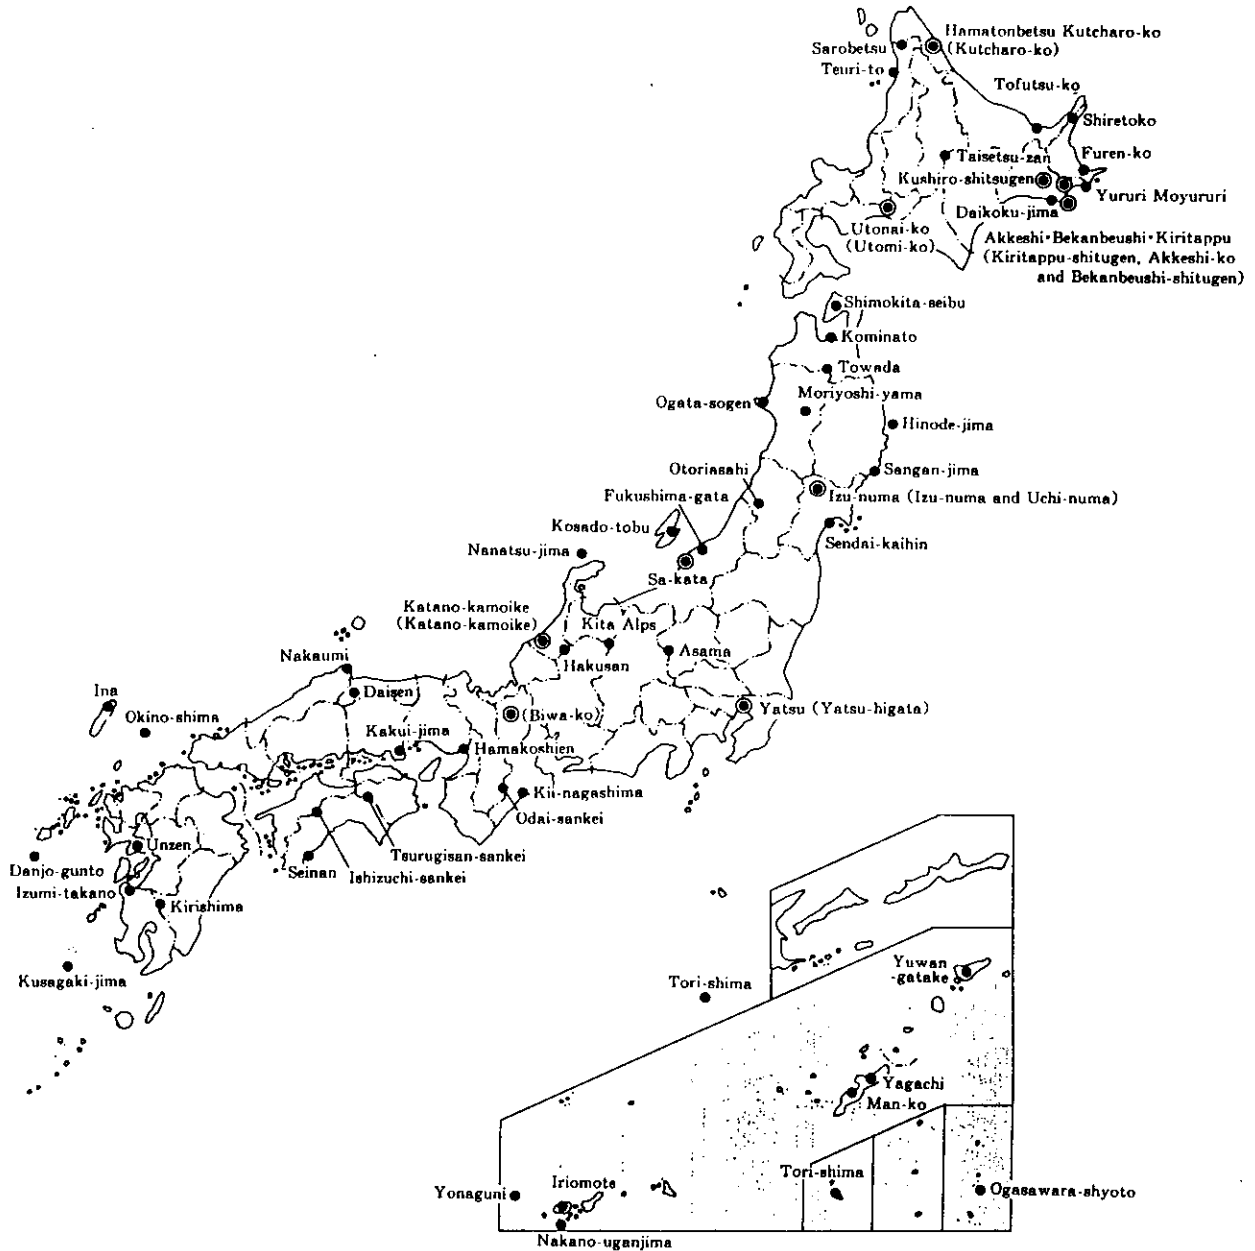 Hamatonbetsu Kutcharo-ko
(Kutcharo-ko)
Sarobetsu
Teuri-to
Tofutsu-ko
Shiretoko
Taisetsu-zan
Furen-ko
Kushiro-shitsugen
Yururi Moyururi
Daikoku-jima
Utonai-ko
(Utomi-ko)
Akkeshi·Bekanbeushi·Kiritappu
(Kiritappu-shitugen, Akkeshi-ko
and Bekanbeushi-shitugen)
Shimokita-seibu
Kominato
Towada
Moriyoshi-yama
Ogata-sogen
Hinode-jima
Otoriasahi
Sangan-jima
Fukushima-gata
Izu-numa (Izu-numa and Uchi-numa)
Kosado-tobu
Sendai-kaihin
Nanatsu-jima
Sa-kata
Katano-kamoike
(Katano-kamoike)
Kita Alps
Nakaumi
Hakusan
Asama
Ina
Daisen
Okino-shima
(Biwa-ko)
Yatsu (Yatsu-higata)
Kakui-jima
Hamakoshien
Kii-nagashima
Odai-sankei
Unzen
Danjo-gunto
Tsurugisan-sankei
Seinan
Ishizuchi-sankei
Izumi-takano
Kirishima
Kusagaki-jima
Tori-shima
Yuwan
-gatake
Yagachi
Man-ko
Tori-shima
Yonaguni
Iriomote
Ogasawara-shyoto
Nakano-uganjima